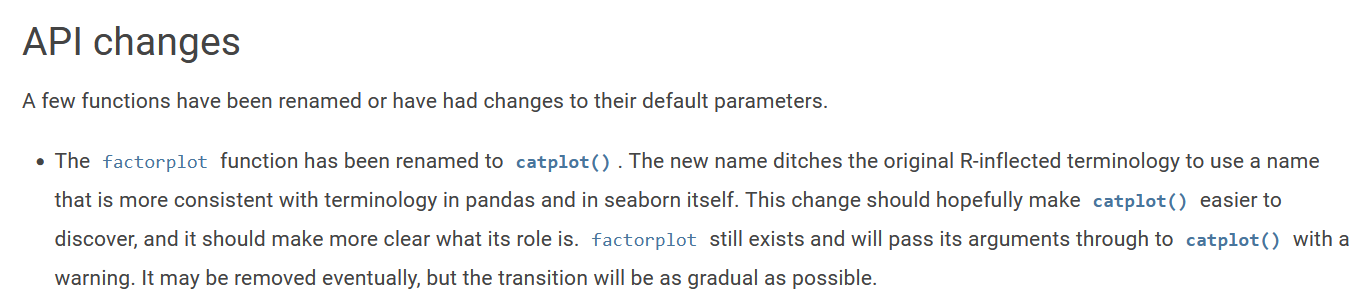 API changes
A few functions have been renamed or have had changes to their default parameters.
• The factorplot function has been renamed to catplot(). The new name ditches the original R-inflected terminology to use a name
that is more consistent with terminology in pandas and in seaborn itself. This change should hopefully make catplot() easier to
discover, and it should make more clear what its role is. factorplot still exists and will pass its arguments through to catplot() with a
warning. It may be removed eventually, but the transition will be as gradual as possible.